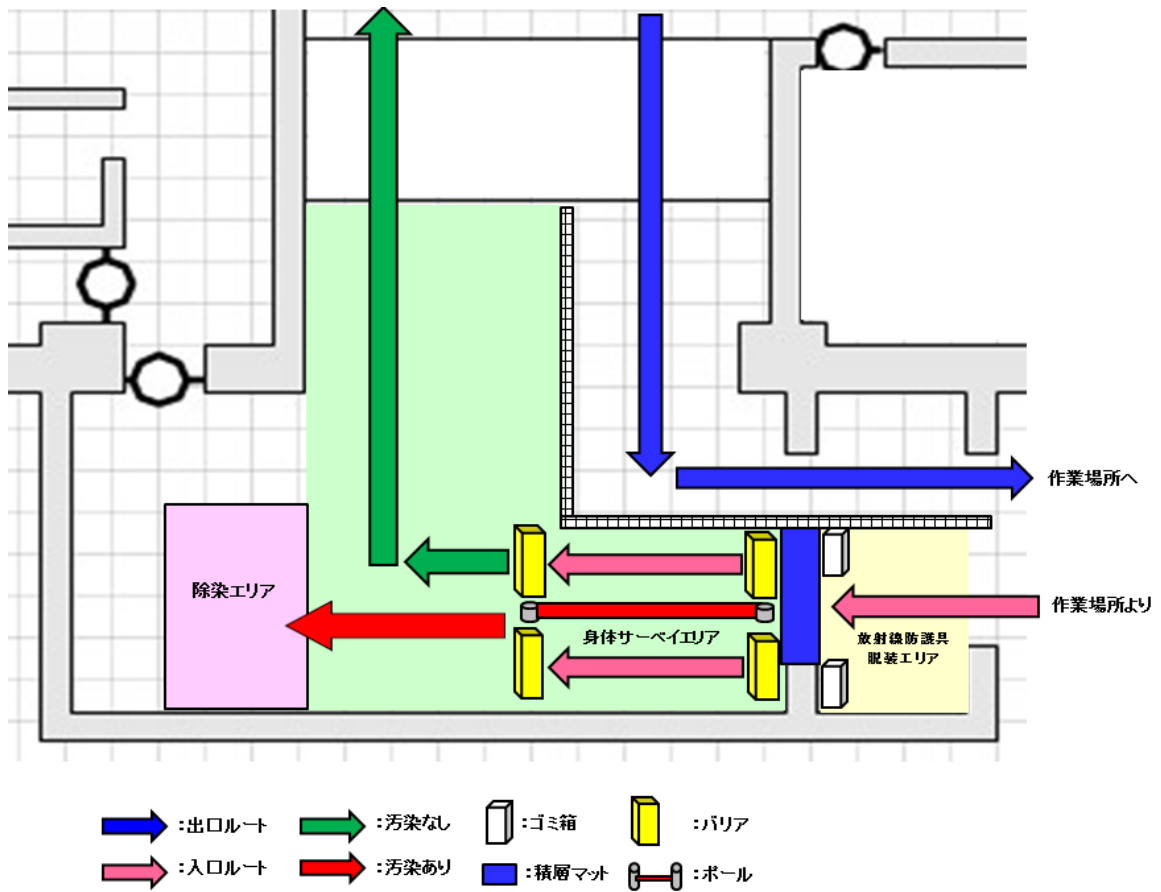 作業場所へ
除染エリア
作業場所より
身体サーベイエリア
放射線防護具
脱装エリア
:出口ルート
:汚染なし
:ゴミ箱
:バリア
:入口ルート
:汚染あり
:積層マット
:ポール